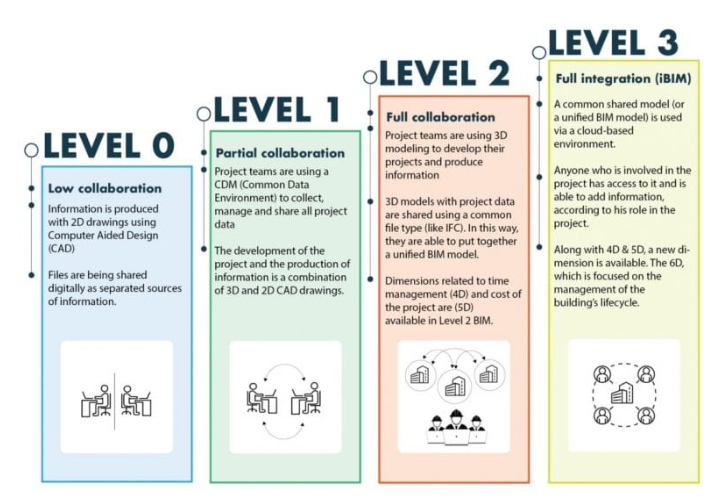 LEVEL 0
Low collaboration
Information is produced
with 2D drawings using
Computer Aided Design
(CAD)
Files are being shared
digitally as separated sources
of information.
LEVEL 1
Partial collaboration
Project teams are using a
CDM (Common Data
Environment) to collect,
manage and share all project
data
The development of the
project and the production of
information is a combination
of 3D and 2D CAD drawings.
LEVEL 2
Full collaboration
Project teams are using 3D
modeling to develop their
projects and produce
information
3D models with project data
are shared using a common
file type (like IFC). In this way,
they are able to put together
a unified BIM model.
Dimensions related to time
management (4D) and cost of
the project are (5D)
available in Level 2 BIM.
LEVEL 3
Full integration (iBIM)
A common shared model (or
a unified BIM model) is used
via a cloud-based
environment.
Anyone who is involved in the
project has access to it and is
able to add information,
according to his role in the
project.
Along with 4D & 5D, a new di-
mension is available. The 6D,
which is focused on the
management of the
building's lifecycle.